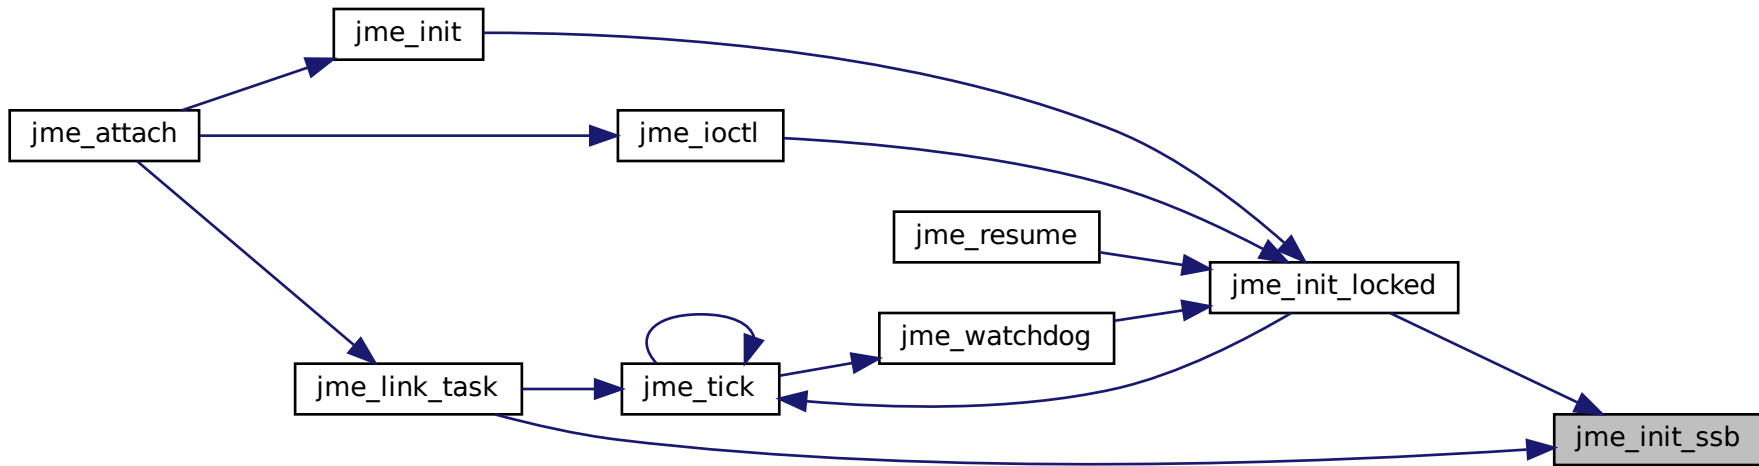 jme_init
jme_attach
jme_ioctl
jme_resume
jme_init_locked
jme_watchdog
jme_link_task
jme_tick
jme_init_ssb